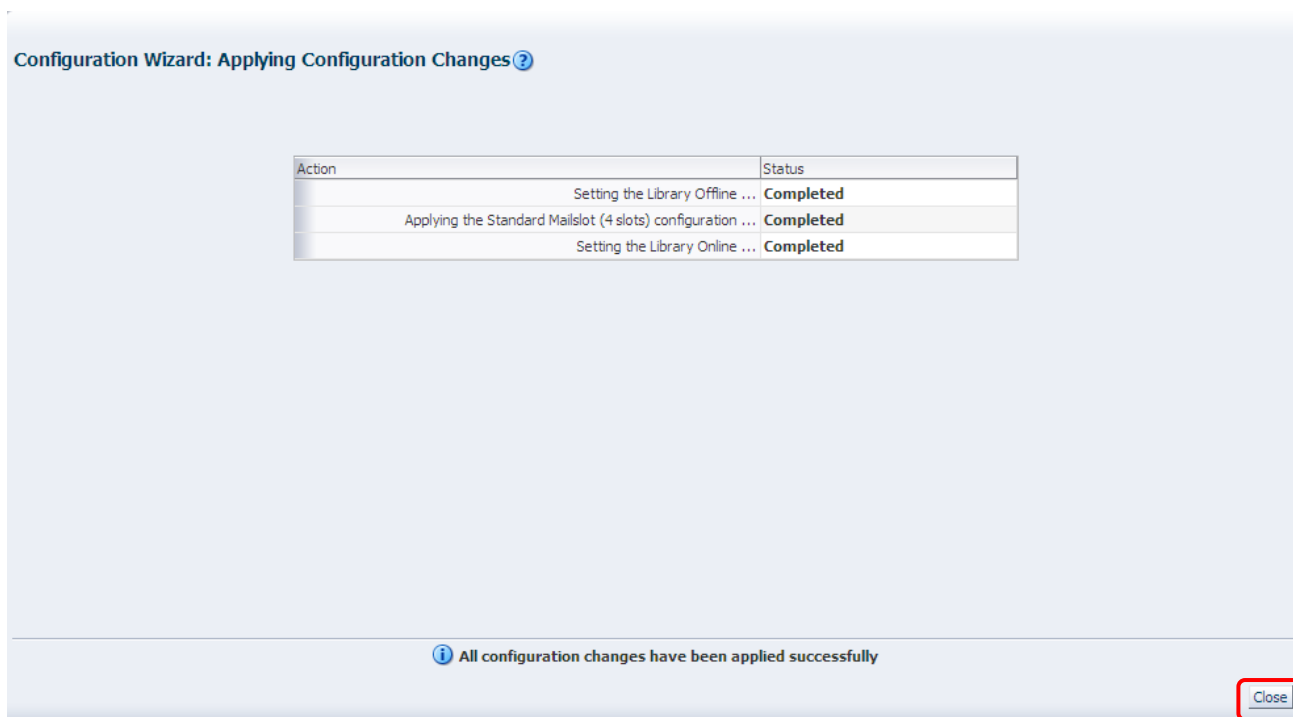 Configuration Wizard: Applying Configuration Changes?
Action Status
Setting the Library Offline ... Completed
Applying the Standard Mailslot (4 slots) configuration ... Completed
Setting the Library Online ... Completed
i All configuration changes have been applied successfully
Close